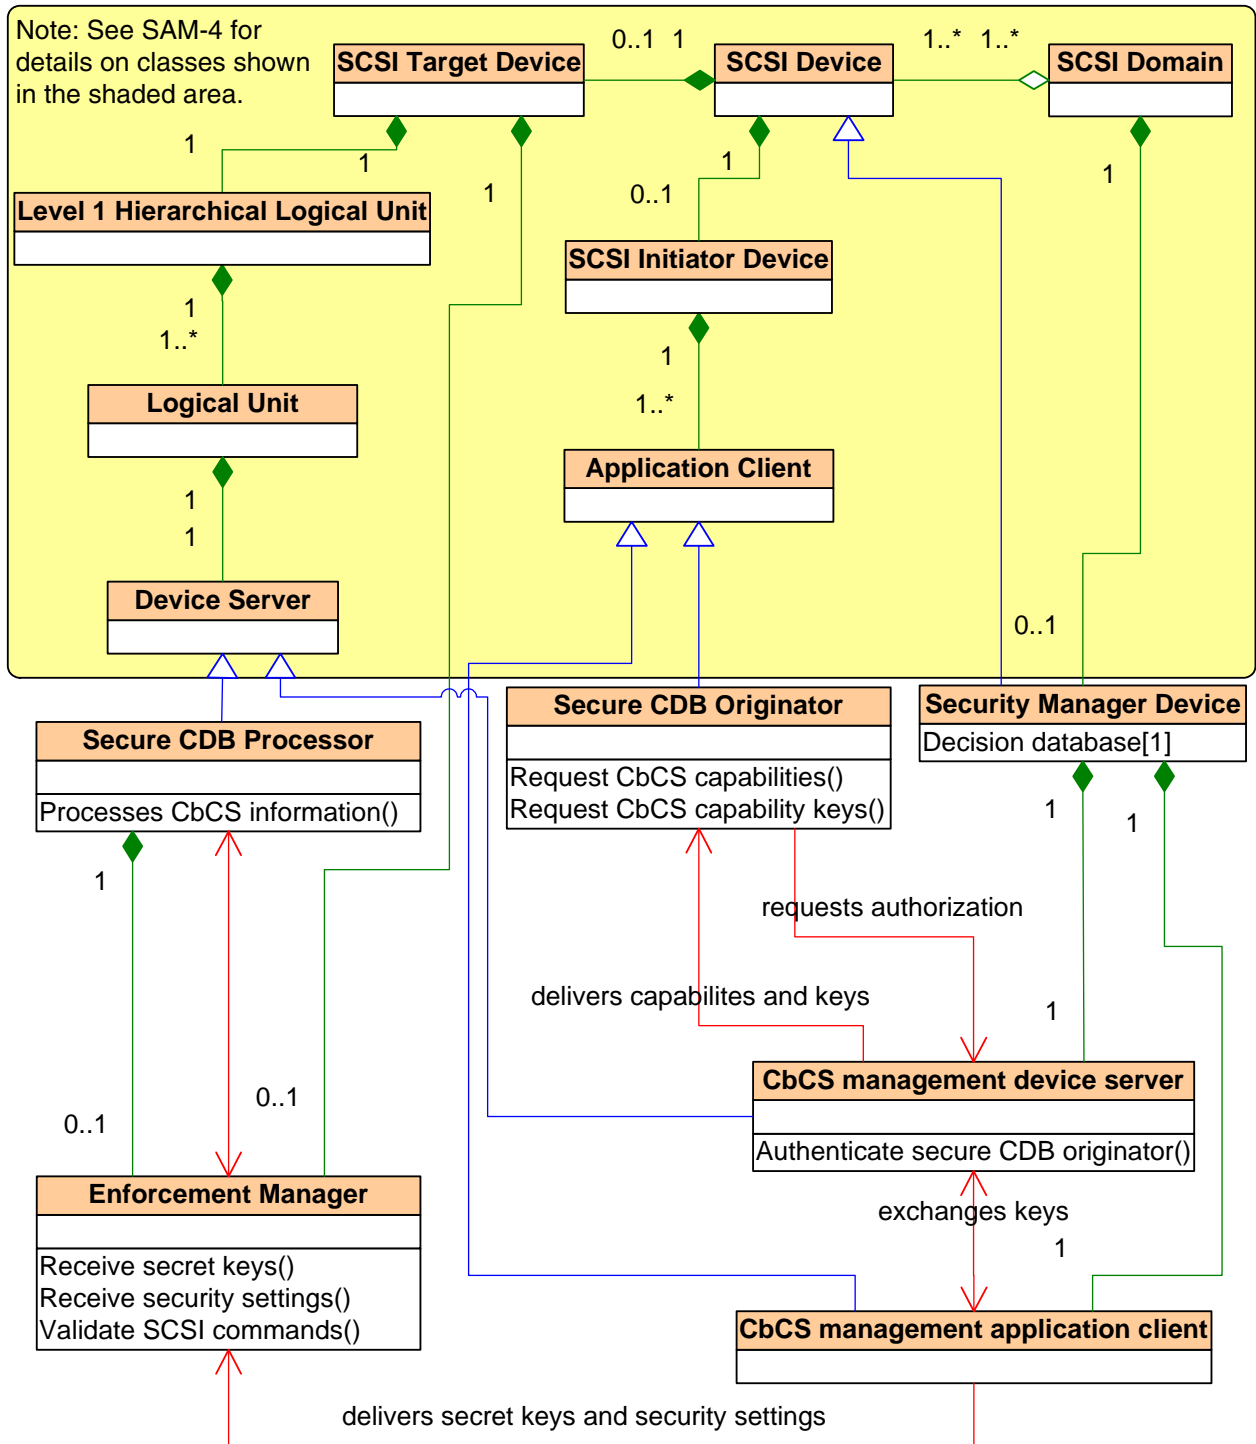 Note: See SAM-4 for
details on classes shown
in the shaded area.
SCSI Target Device
0..1 1
SCSI Device
1..* 1..*
SCSI Domain
1
1
1
1
0..1
1
Level 1 Hierarchical Logical Unit
1
1..*
SCSI Initiator Device
1
1..*
Logical Unit
1
1
Application Client
Device Server
0..1
Secure CDB Processor
Processes CbCS information()
Secure CDB Originator
Request CbCS capabilities()
Request CbCS capability keys()
Security Manager Device
Decision database[1]
1
1
1
requests authorization
delivers capabilites and keys
1
CbCS management device server
Authenticate secure CDB originator()
0..1
0..1
Enforcement Manager
Receive secret keys()
Receive security settings()
Validate SCSI commands()
exchanges keys
1
CbCS management application client
delivers secret keys and security settings